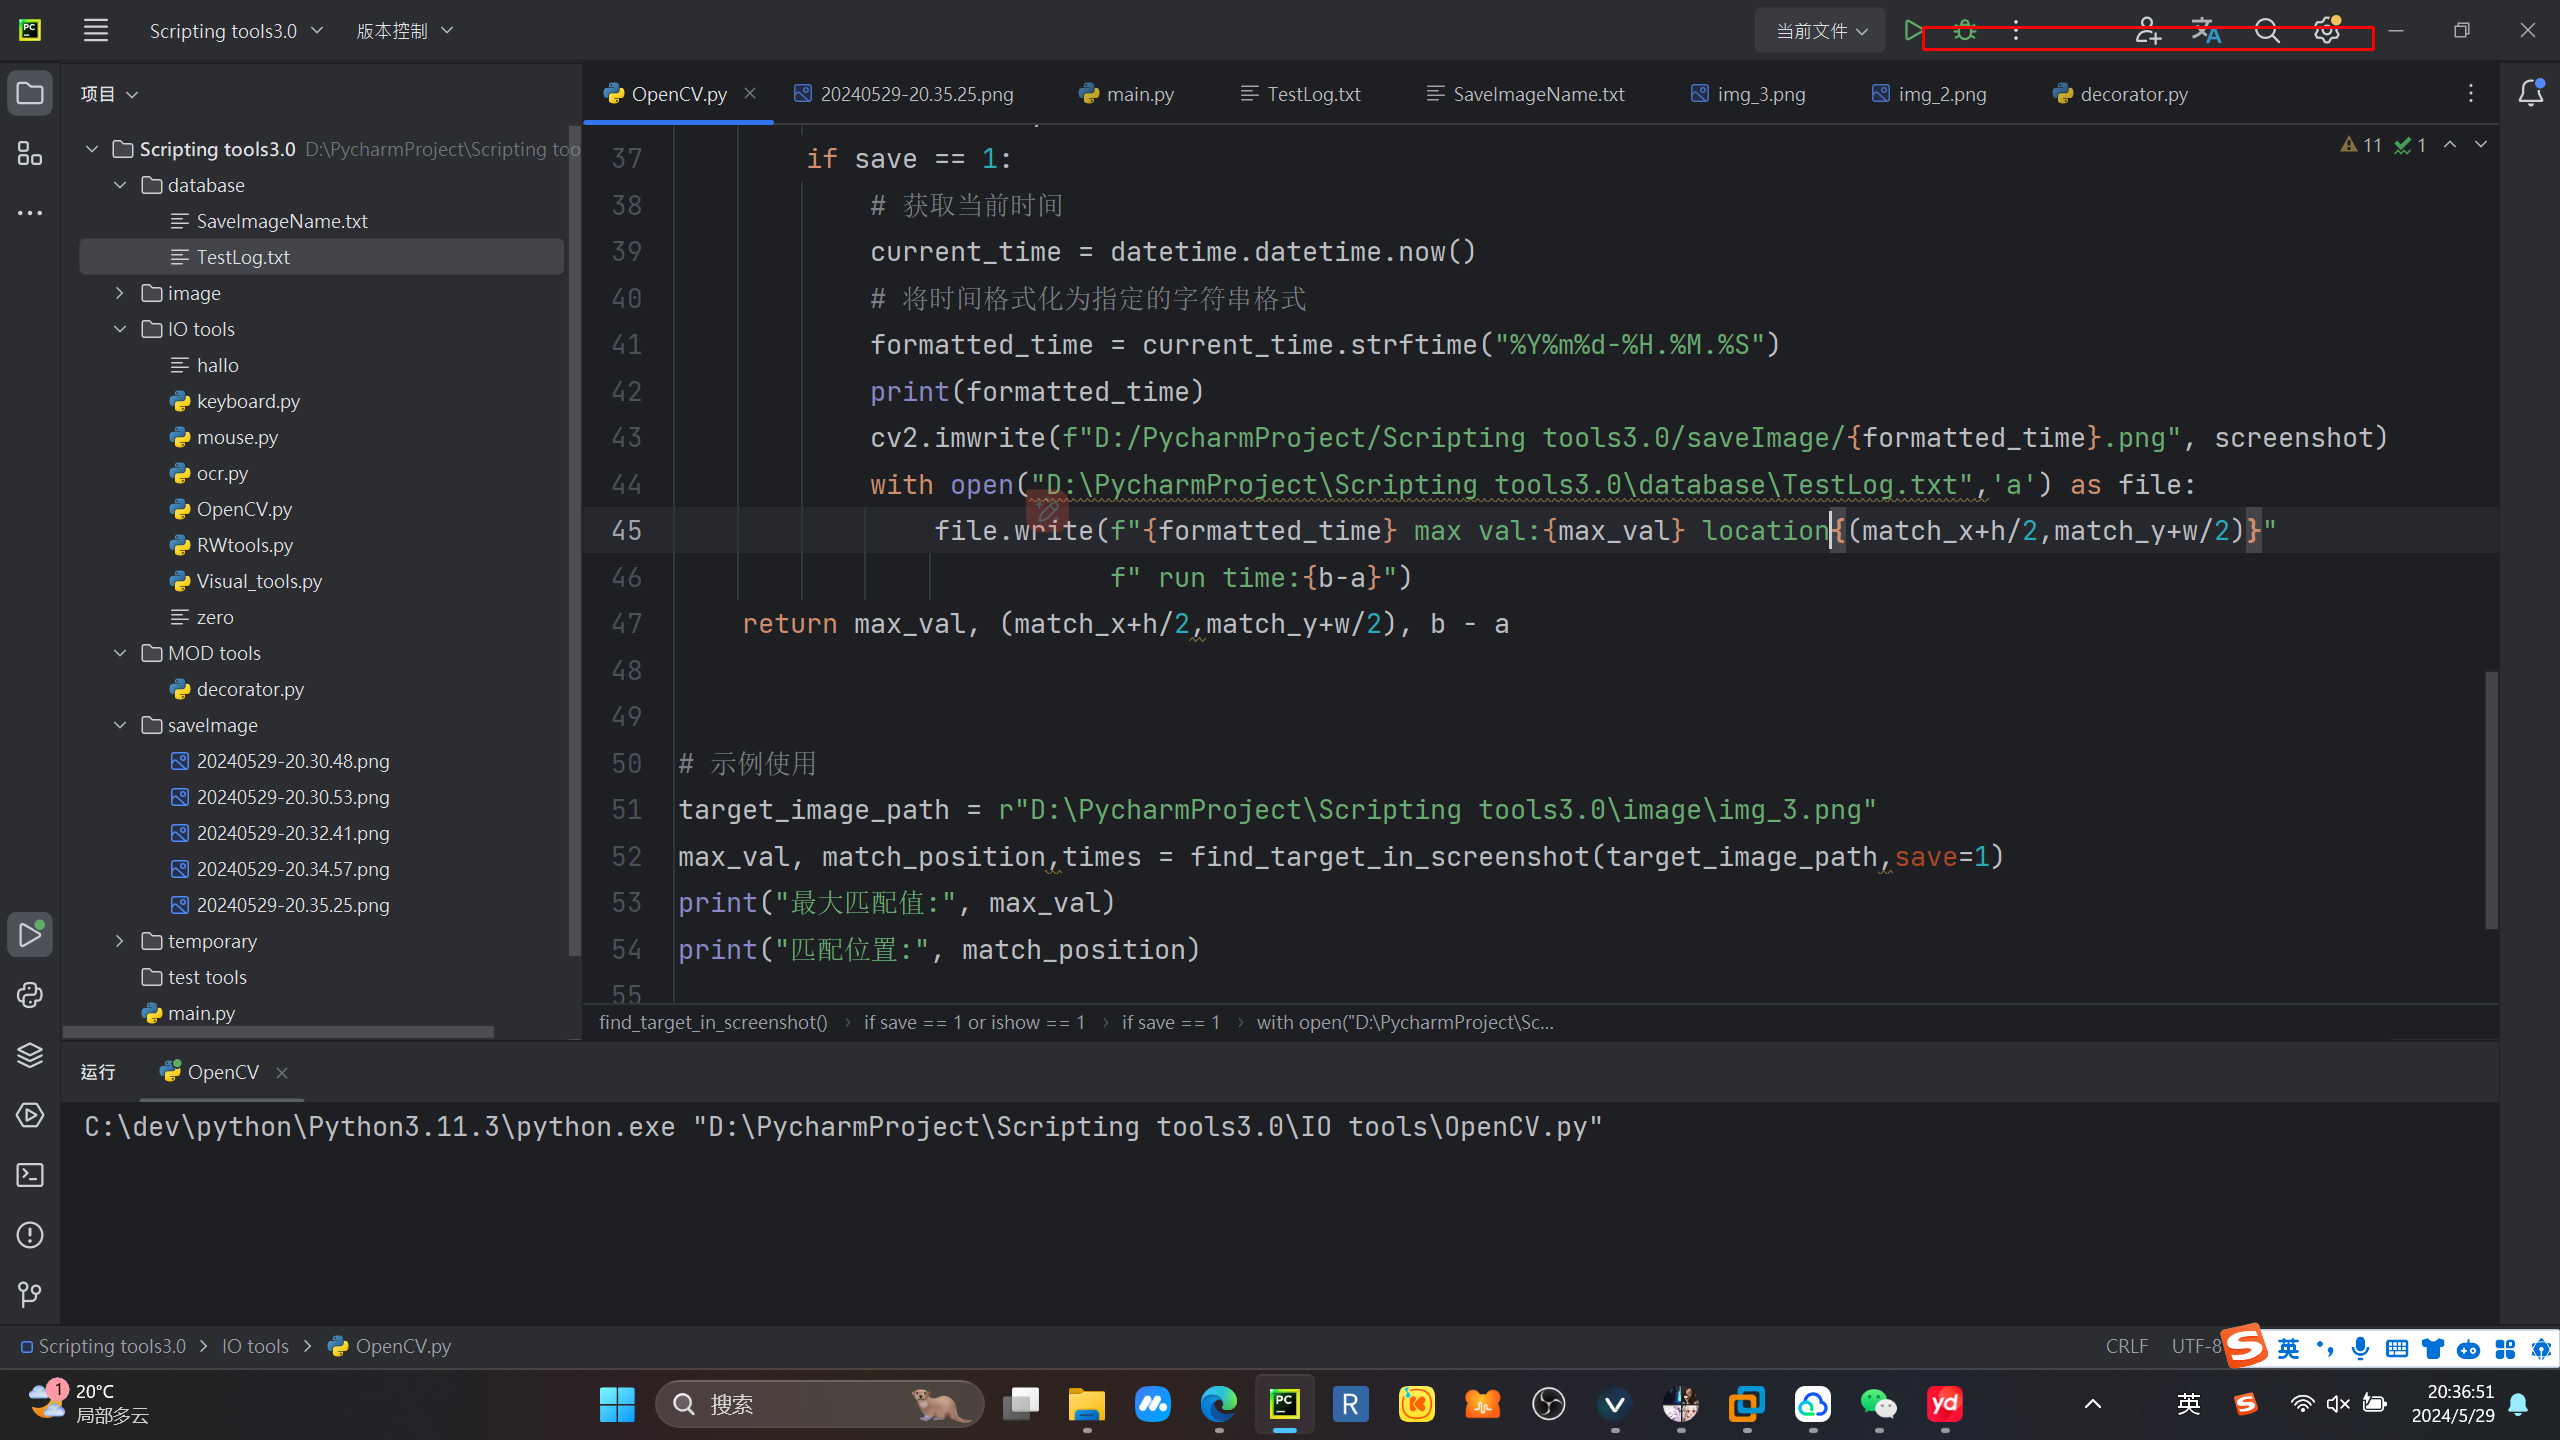 PC Scripting tools3.0 版本控制 当前文件
项目
OpenCV.py 20240529-20.35.25.png main.py TestLog.txt SaveImageName.txt img_3.png img_2.png decorator.py
Scripting tools3.0 D:\PycharmProject\Scripting too
database
SaveImageName.txt
TestLog.txt
image
IO tools
hallo
keyboard.py
mouse.py
ocr.py
OpenCV.py
RWtools.py
Visual_tools.py
zero
MOD tools
decorator.py
saveImage
20240529-20.30.48.png
20240529-20.30.53.png
20240529-20.32.41.png
20240529-20.34.57.png
20240529-20.35.25.png
temporary
test tools
main.py
11 1
37 if save == 1:
38 # 获取当前时间
39 current_time = datetime.datetime.now()
40 # 将时间格式化为指定的字符串格式
41 formatted_time = current_time.strftime("%Y%m%d-%H.%M.%S")
42 print(formatted_time)
43 cv2.imwrite(f"D:/PycharmProject/Scripting tools3.0/saveImage/{formatted_time}.png", screenshot)
44 with open("D:\PycharmProject\Scripting tools3.0\database\TestLog.txt",'a') as file:
45 file.write(f"{formatted_time} max val:{max_val} location{(match_x+h/2,match_y+w/2)}"
46 f" run time:{b-a}")
47 return max_val, (match_x+h/2,match_y+w/2), b - a
48
49
50 # 示例使用
51 target_image_path = r"D:\PycharmProject\Scripting tools3.0\image\img_3.png"
52 max_val, match_position,times = find_target_in_screenshot(target_image_path,save=1)
53 print("最大匹配值:", max_val)
54 print("匹配位置:", match_position)
55
find_target_in_screenshot() › if save == 1 or ishow == 1 › if save == 1 › with open("D:\PycharmProject\Sc...
运行 OpenCV
C:\dev\python\Python3.11.3\python.exe "D:\PycharmProject\Scripting tools3.0\IO tools\OpenCV.py"
Scripting tools3.0 > IO tools > OpenCV.py CRLF UTF-8 英
1 20°C
局部多云
搜索 PC R yd 英
20:36:51
2024/5/29